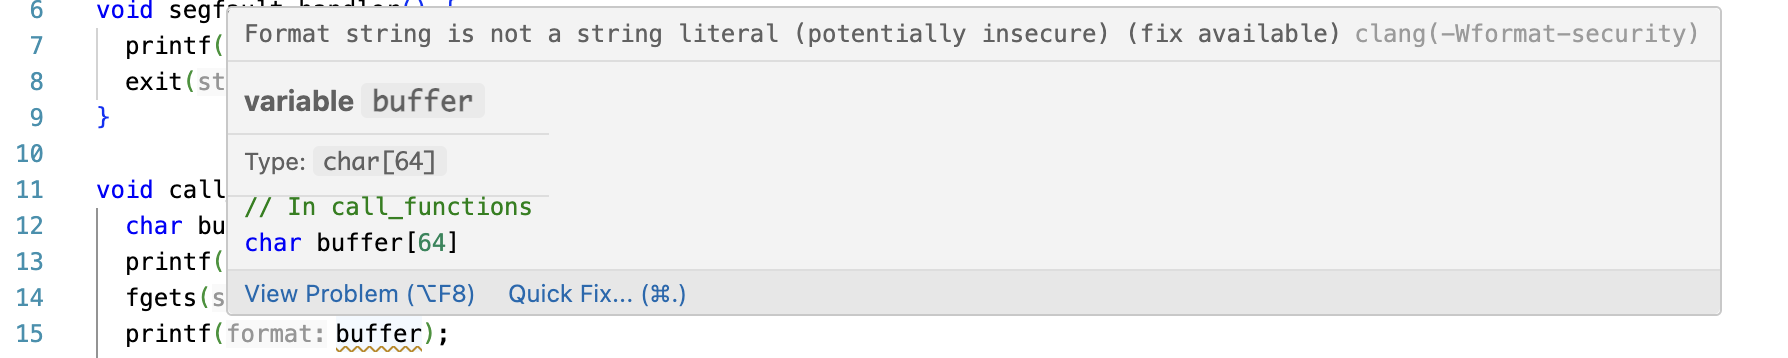 6 void segfault_handler() {
Format string is not a string literal (potentially insecure) (fix available) clang(-Wformat-security)
7 printf(
8 exit(st
variable buffer
9 }
10
Type: char[64]
11 void call
// In call_functions
12 char bu
char buffer[64]
13 printf(
14 fgets(s
View Problem (⌥F8) Quick Fix... (⌘.)
15 printf(format: buffer);